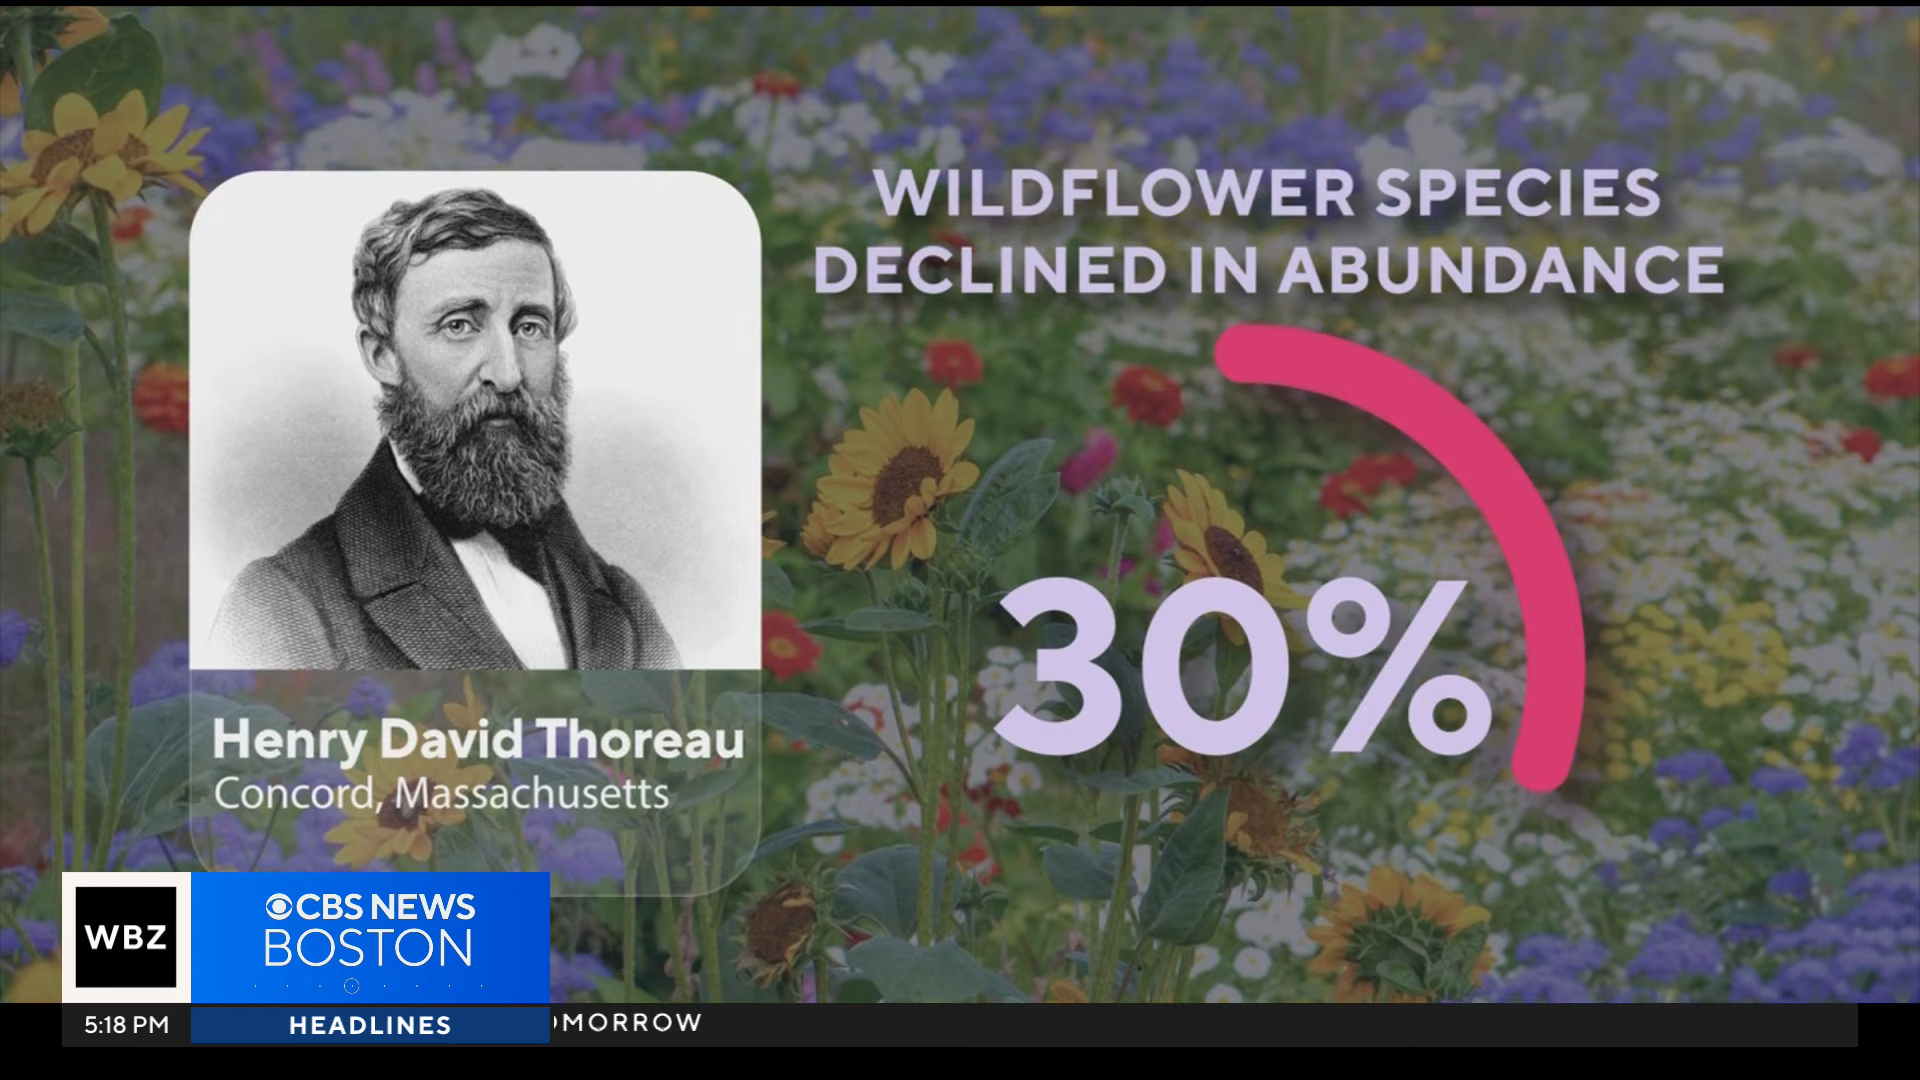 WILDFLOWER SPECIES
DECLINED IN ABUNDANCE
30%
Henry David Thoreau
Concord, Massachusetts
WBZ
CBS NEWS
BOSTON
5:18 PM
HEADLINES
OMORROW